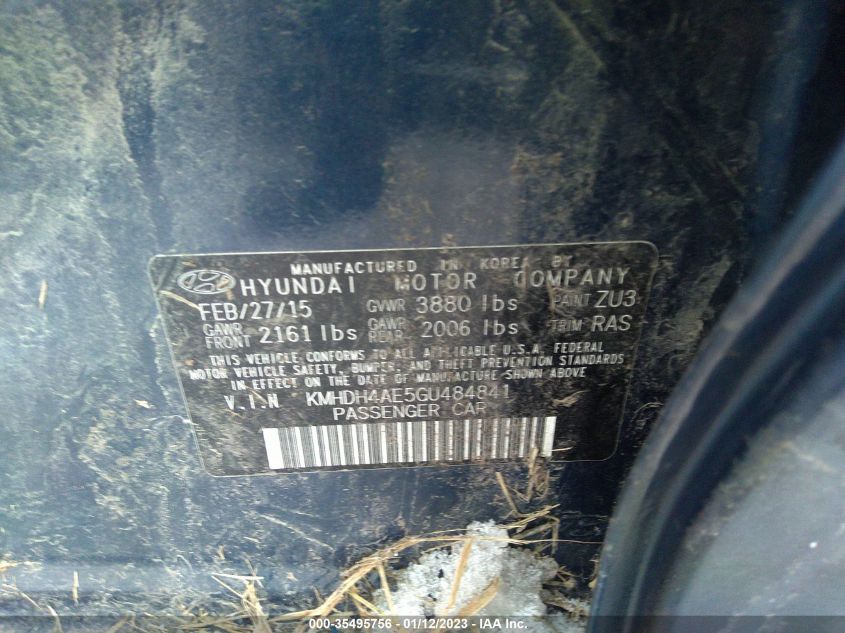 MANUFACTURED IN KOREA BY
HYUNDAI MOTOR COMPANY
FEB/27/15 GVWR 3880 lbs PAINT ZU3
GAWR FRONT 2161 lbs GAWR REAR 2006 lbs TRIM RAS
THIS VEHICLE CONFORMS TO ALL APPLICABLE U.S.A. FEDERAL
MOTOR VEHICLE SAFETY, BUMPER, AND THEFT PREVENTION STANDARDS
IN EFFECT ON THE DATE OF MANUFACTURE SHOWN ABOVE
V.I.N KMHDH4AE5GU484841
PASSENGER CAR
000-35495756 - 01/12/2023 - IAA Inc.